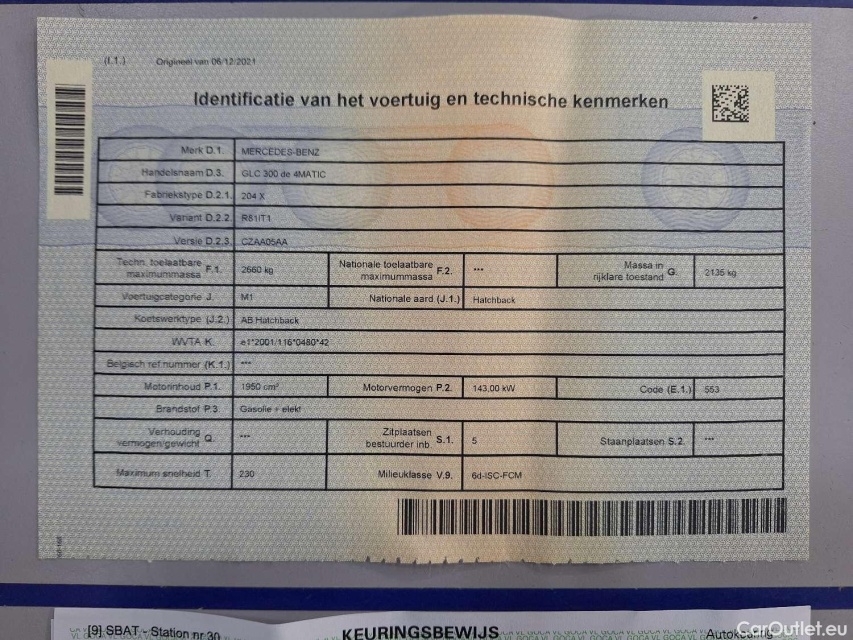 (I.1.) Origineel van 06/12/2021
Identificatie van het voertuig en technische kenmerken
Merk D.1. MERCEDES-BENZ
Handelsnaam D.3. GLC 300 de 4MATIC
Fabriekstype D.2.1. 204 X
Variant D.2.2. R81IT1
Versie D.2.3. CZAA05AA
Techn. toelaatbare maximummassa F.1. 2660 kg Nationale toelaatbare maximummassa F.2. *** Massa in rijklare toestand G. 2135 kg
Voertuigcategorie J. M1 Nationale aard (J.1.) Hatchback
Koetswerktype (J.2.) AB Hatchback
WVTA K. e1*2001/116*0480*42
Belgisch ref.nummer (K.1.) ***
Motorinhoud P.1. 1950 cm³ Motorvermogen P.2. 143,00 kW Code (E.1.) 553
Brandstof P.3. Gasolie + elekt
Verhouding vermogen/gewicht Q. *** Zitplaatsen bestuurder inb. S.1. 5 Staanplaatsen S.2. ***
Maximum snelheid T. 230 Milieuklasse V.9. 6d-ISC-FCM
[9] SBAT - Station nr 30 KEURINGSBEWIJS Autokeuring
CarOutlet.eu